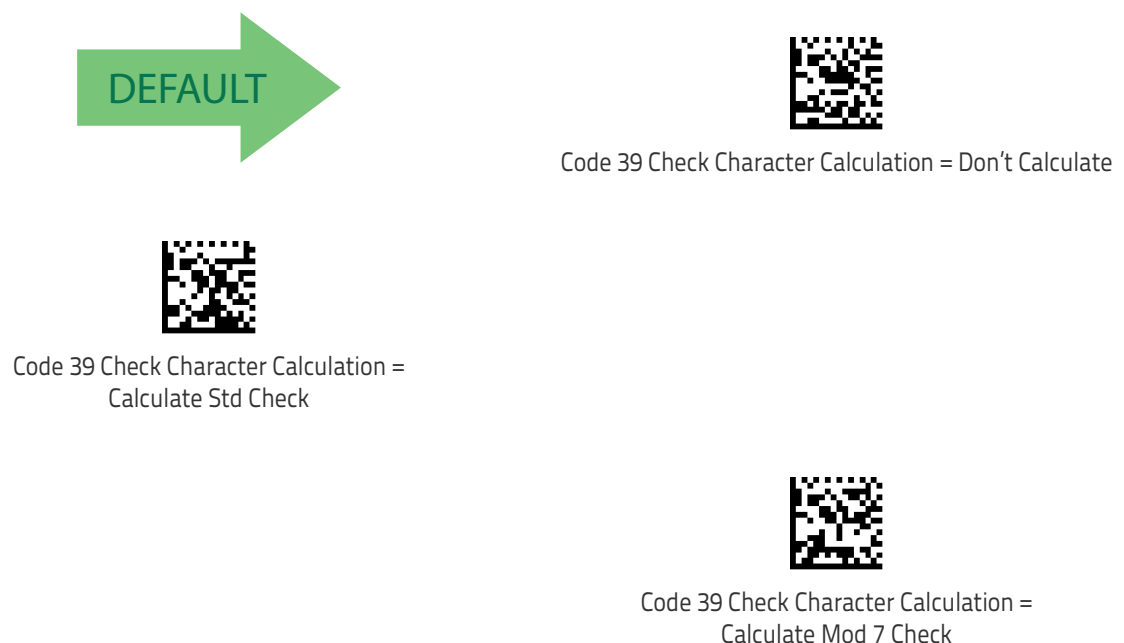 DEFAULT
Code 39 Check Character Calculation = Don’t Calculate
Code 39 Check Character Calculation =
Calculate Std Check
Code 39 Check Character Calculation =
Calculate Mod 7 Check